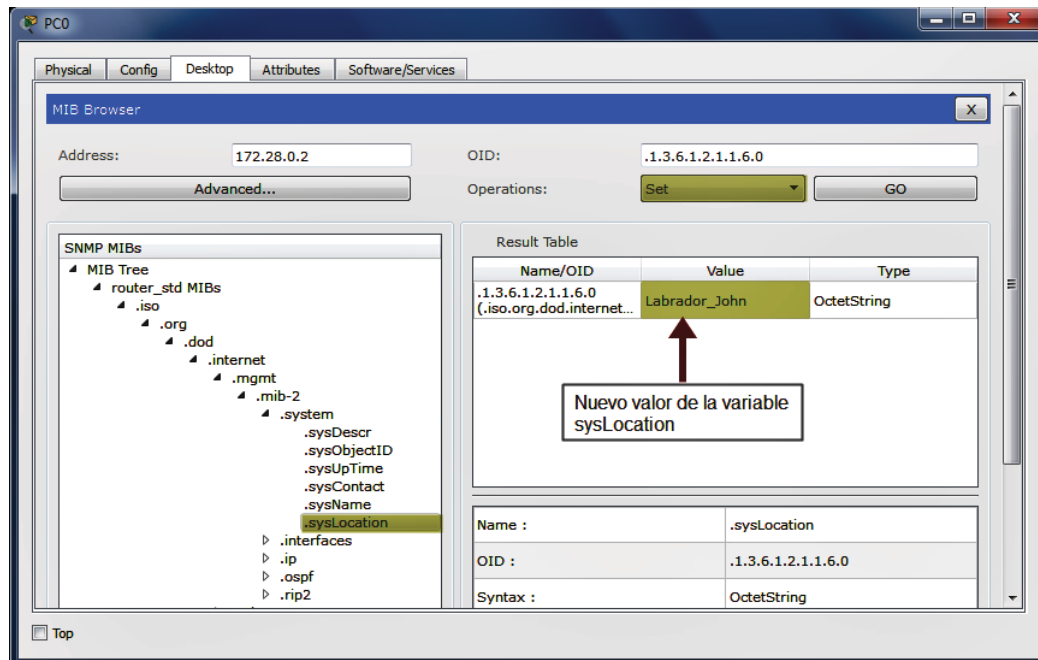 PC0
Physical Config Desktop Attributes Software/Services
MIB Browser X
Address: 172.28.0.2 OID: .1.3.6.1.2.1.1.6.0
Advanced... Operations: Set GO
SNMP MIBs
MIB Tree
router_std MIBs
.iso
.org
.dod
.internet
.mgmt
.mib-2
.system
.sysDescr
.sysObjectID
.sysUpTime
.sysContact
.sysName
.sysLocation
.interfaces
.ip
.ospf
.rip2
Result Table
Name/OID Value Type
.1.3.6.1.2.1.1.6.0
(.iso.org.dod.internet... Labrador_John OctetString
Nuevo valor de la variable
sysLocation
Name : .sysLocation
OID : .1.3.6.1.2.1.1.6.0
Syntax : OctetString
Top